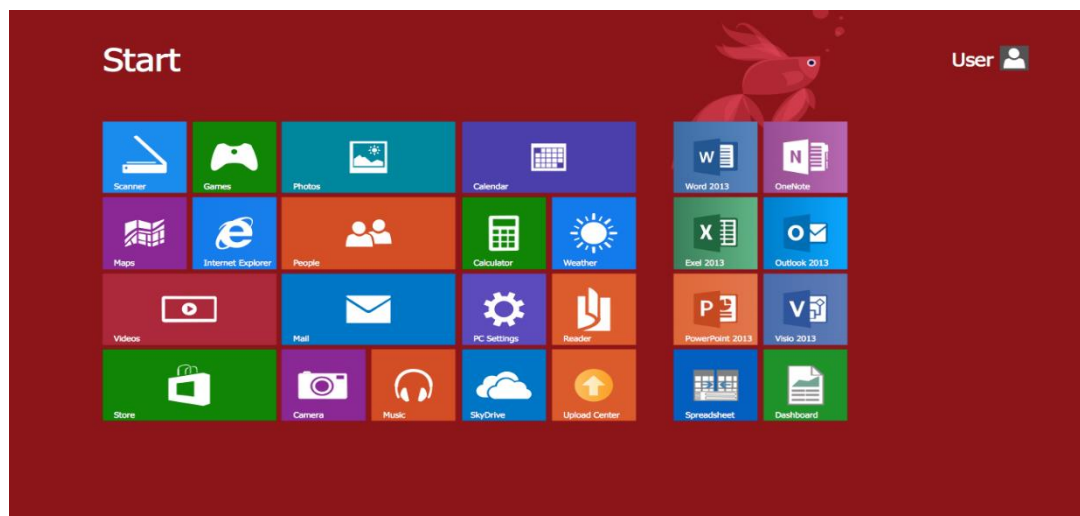 Start
User
Scanner
Games
Photos
Calendar
Word 2013
OneNote
Maps
Internet Explorer
People
Calculator
Weather
Exel 2013
Outlook 2013
Videos
Mail
PC Settings
Reader
PowerPoint 2013
Visio 2013
Store
Camera
Music
SkyDrive
Upload Center
Spreadsheet
Dashboard